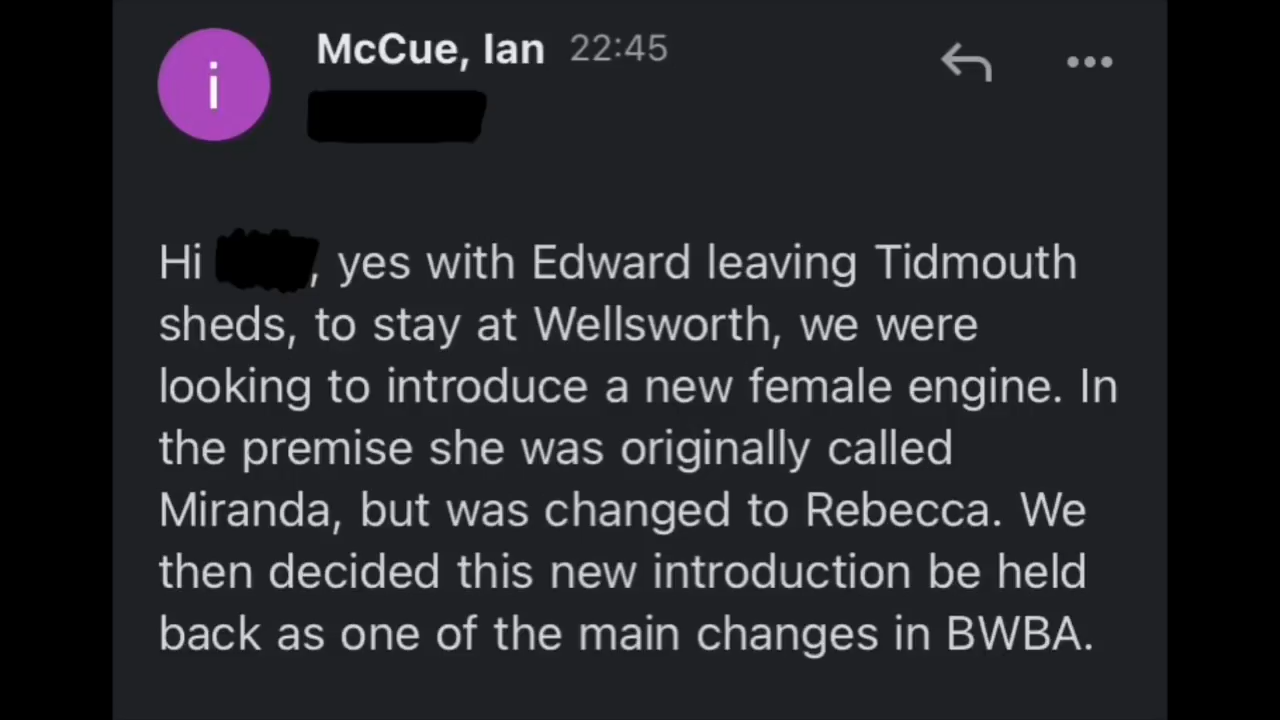 i
McCue, Ian 22:45
Hi , yes with Edward leaving Tidmouth
sheds, to stay at Wellsworth, we were
looking to introduce a new female engine. In
the premise she was originally called
Miranda, but was changed to Rebecca. We
then decided this new introduction be held
back as one of the main changes in BWBA.